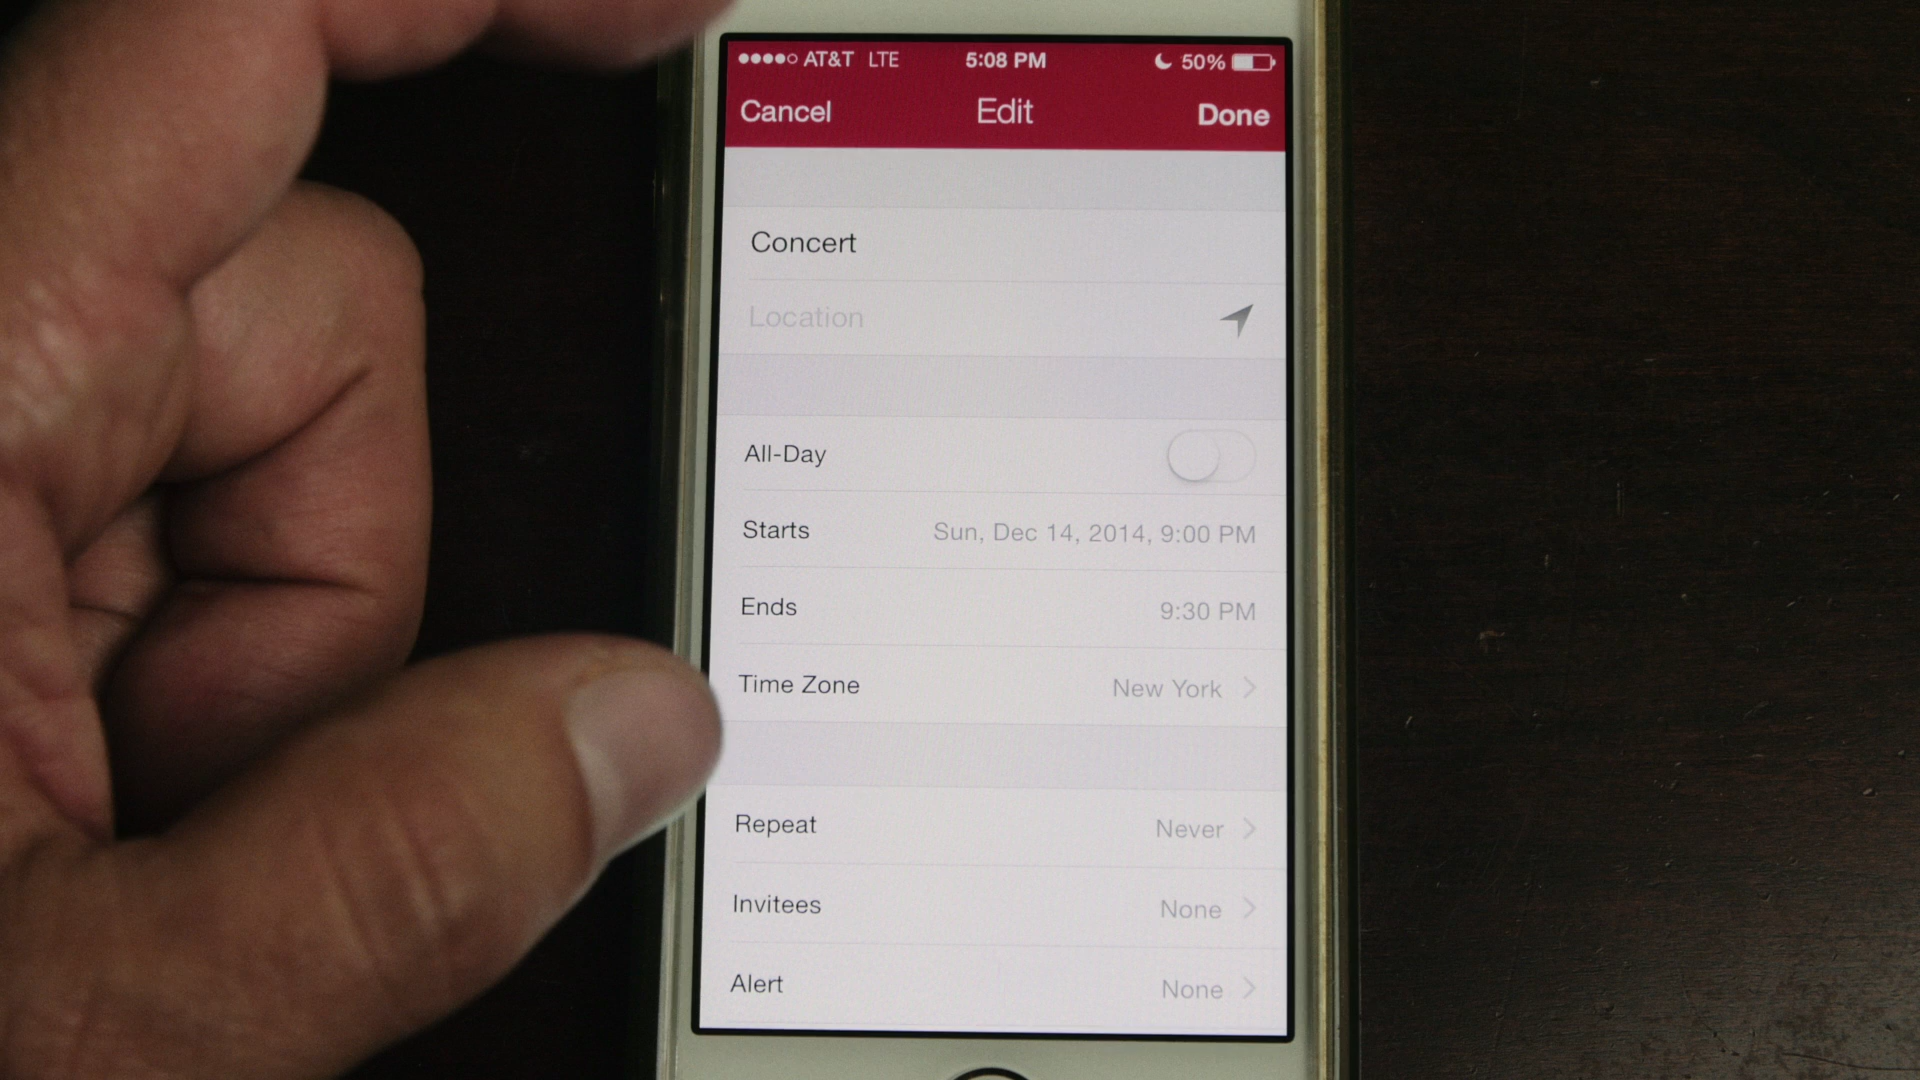 AT&T LTE 5:08 PM 50%
Cancel Edit Done
Concert
Location
All-Day
Starts Sun, Dec 14, 2014, 9:00 PM
Ends 9:30 PM
Time Zone New York
Repeat Never
Invitees None
Alert None